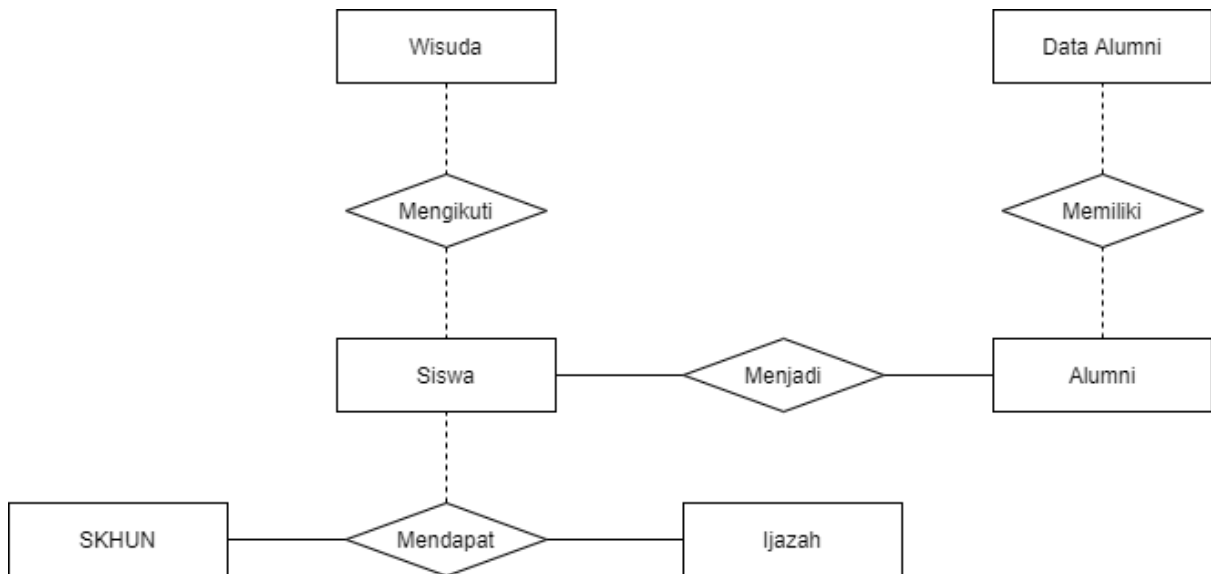 Wisuda
Data Alumni
Mengikuti
Memiliki
Siswa
Menjadi
Alumni
SKHUN
Mendapat
Ijazah